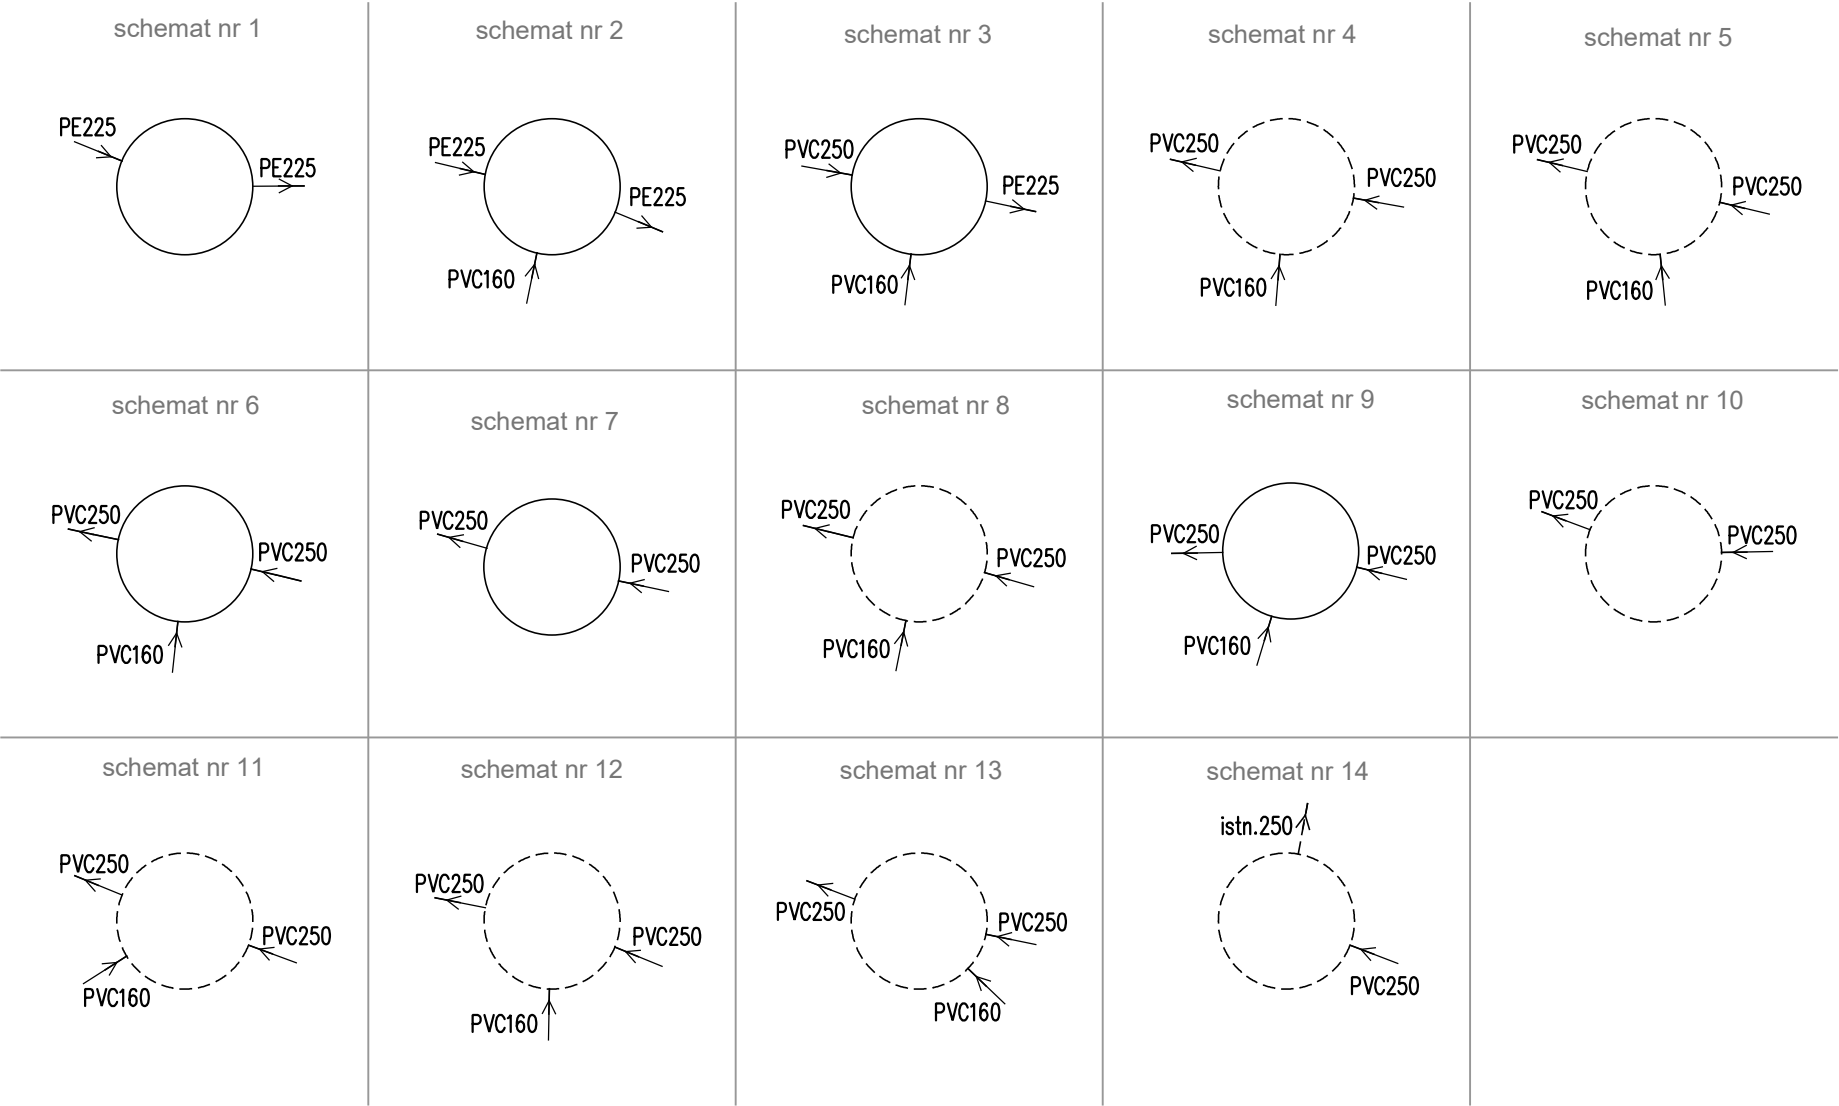 schemat nr 1
PE225
PE225
schemat nr 2
PE225
PE225
PVC160
schemat nr 3
PVC250
PE225
PVC160
schemat nr 4
PVC250
PVC250
PVC160
schemat nr 5
PVC250
PVC250
PVC160
schemat nr 6
PVC250
PVC250
PVC160
schemat nr 7
PVC250
PVC250
schemat nr 8
PVC250
PVC250
PVC160
schemat nr 9
PVC250
PVC250
PVC160
schemat nr 10
PVC250
PVC250
schemat nr 11
PVC250
PVC250
PVC160
schemat nr 12
PVC250
PVC250
PVC160
schemat nr 13
PVC250
PVC250
PVC160
schemat nr 14
istn.250
PVC250